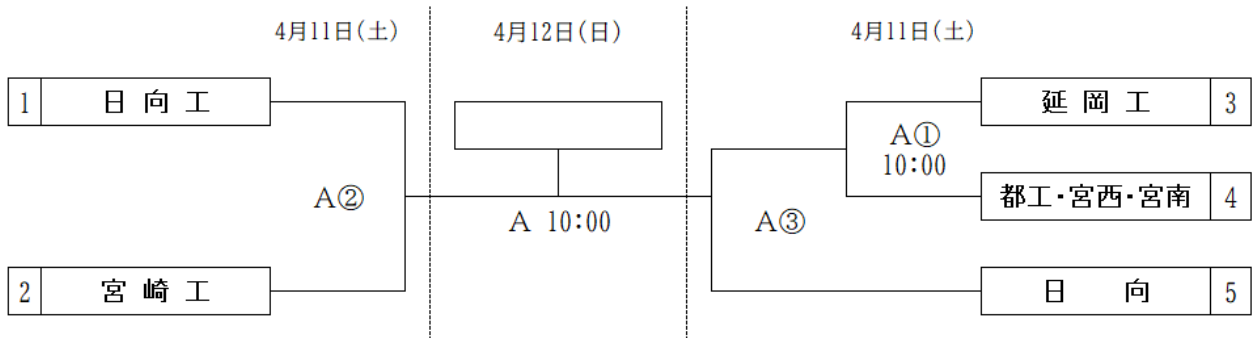 4月11日(土) 4月12日(日) 4月11日(土)
1 日 向 工
延 岡 工 3
A①
10:00
A②
都工・宮西・宮南 4
A 10:00
A③
2 宮 崎 工
日 向 5